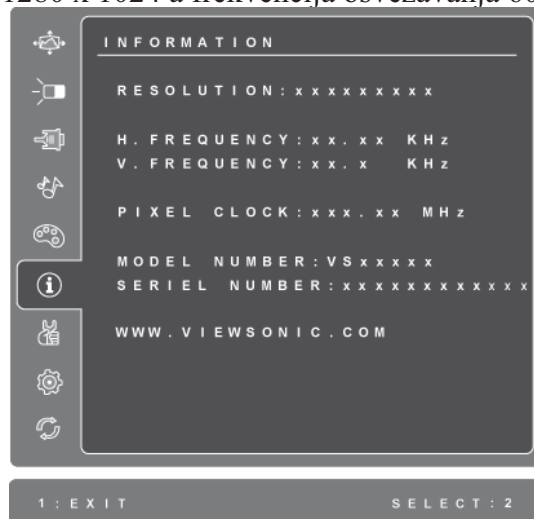 1280 x 1024 a frekvencija osvežavanja 60
INFORMATION
RESOLUTION:xxxxxxxxx
H. FREQUENCY:xx.xx KHz
V. FREQUENCY:xx.x KHz
PIXEL CLOCK:xxx.xx MHz
MODEL NUMBER:VSxxxxx
SERIEL NUMBER:xxxxxxxxxxxx
WWW.VIEWSONIC.COM
1:EXIT SELECT:2